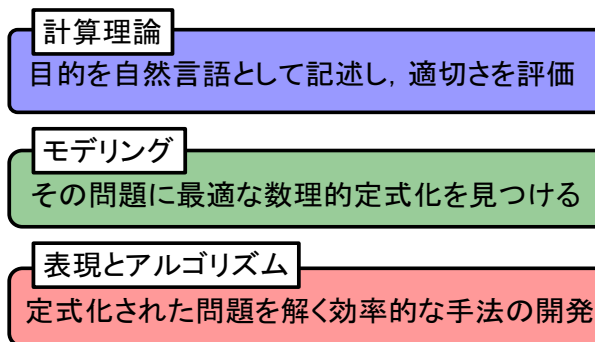 計算理論
目的を自然言語として記述し, 適切さを評価
モデリング
その問題に最適な数理的定式化を見つける
表現とアルゴリズム
定式化された問題を解く効率的な手法の開発